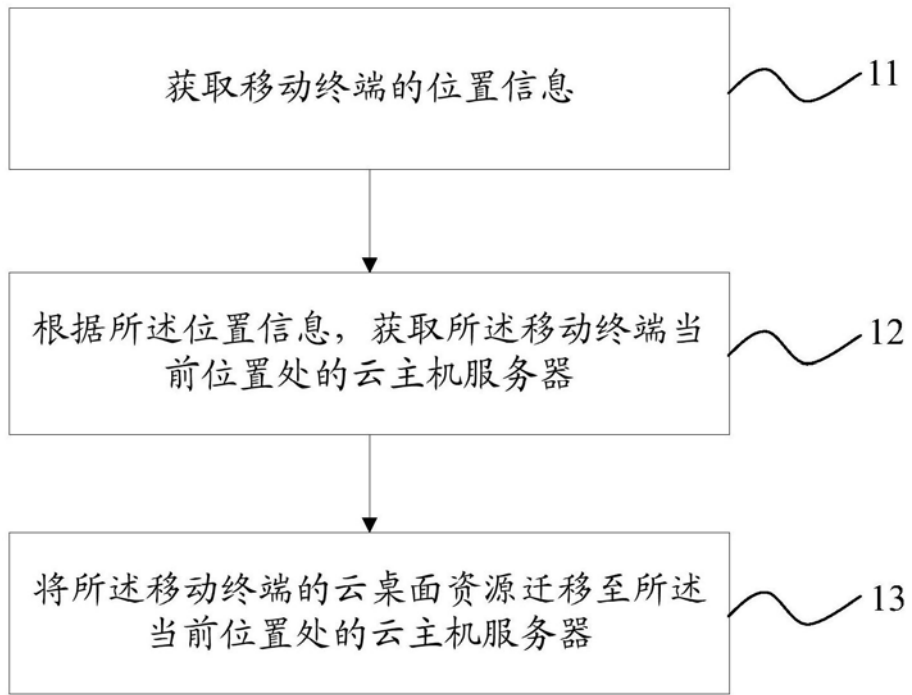 获取移动终端的位置信息
11
根据所述位置信息，获取所述移动终端当
前位置处的云主机服务器
12
将所述移动终端的云桌面资源迁移至所述
当前位置处的云主机服务器
13